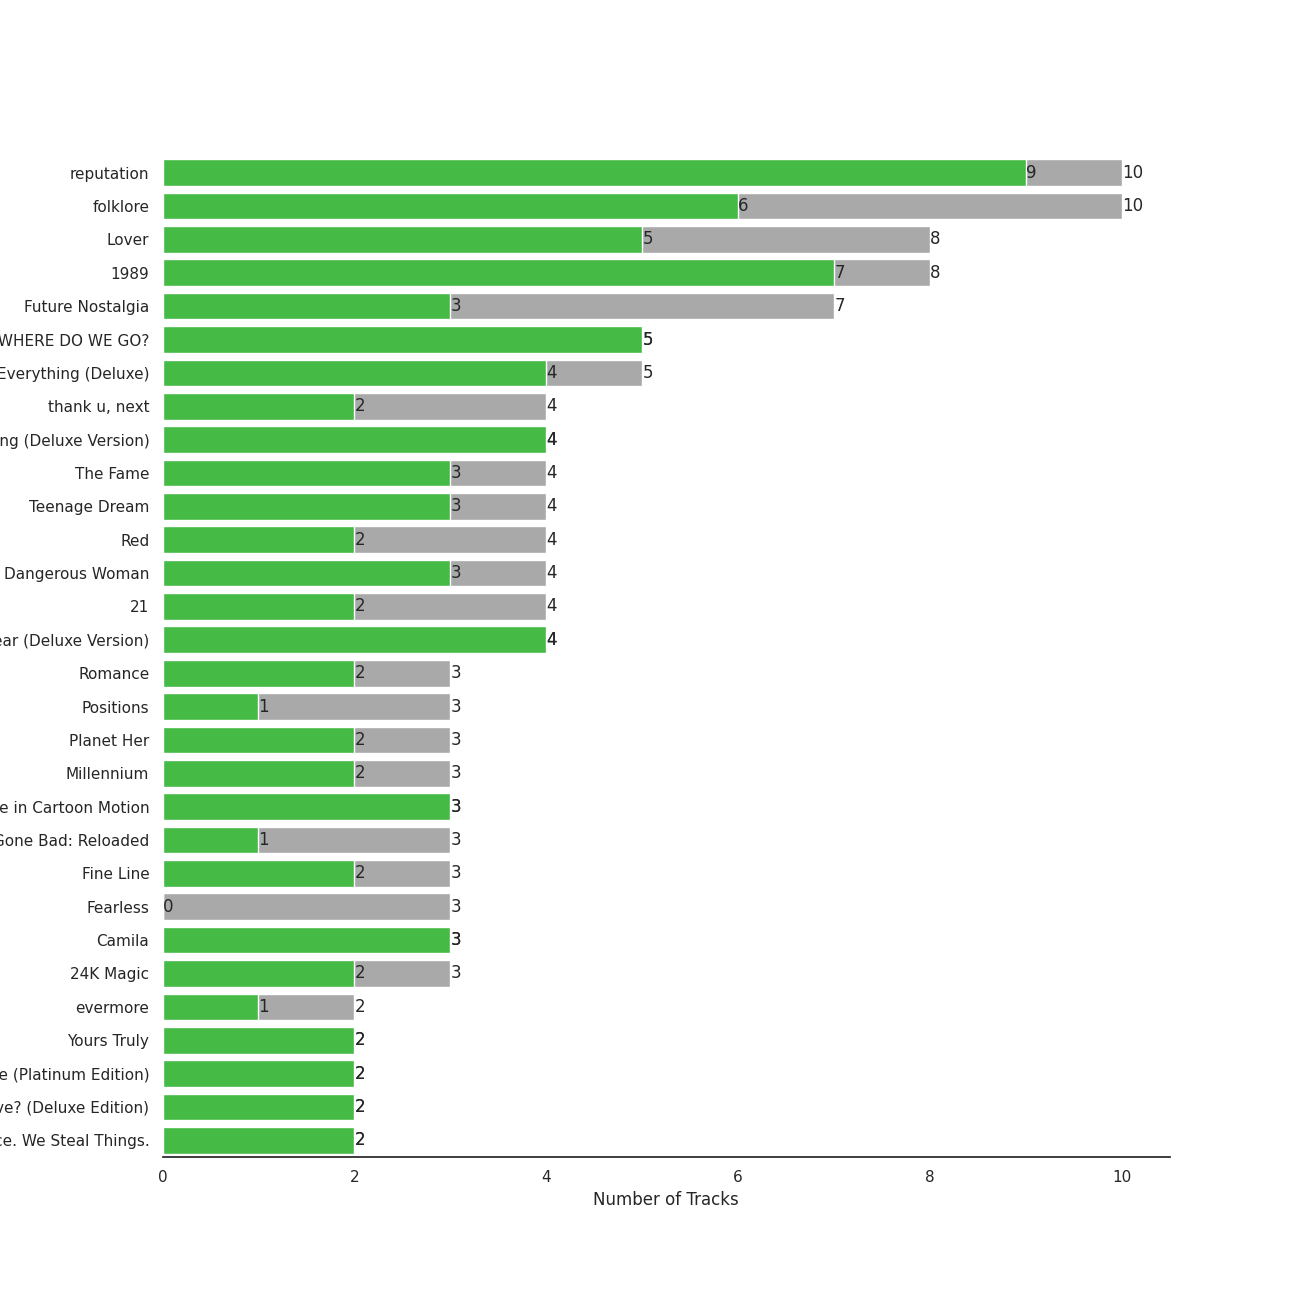 reputation 9 10
folklore 6 10
Lover 5 8
1989 7 8
Future Nostalgia 3 7
WHERE DO WE GO? 5
Everything (Deluxe) 4 5
thank u, next 2 4
ng (Deluxe Version) 4
The Fame 3 4
Teenage Dream 3 4
Red 2 4
Dangerous Woman 3 4
21 2 4
ear (Deluxe Version) 4
Romance 2 3
Positions 1 3
Planet Her 2 3
Millennium 2 3
e in Cartoon Motion 3
Gone Bad: Reloaded 1 3
Fine Line 2 3
Fearless 0 3
Camila 3
24K Magic 2 3
evermore 1 2
Yours Truly 2
e (Platinum Edition) 2
ve? (Deluxe Edition) 2
ce. We Steal Things. 2
0 2 4 6 8 10
Number of Tracks